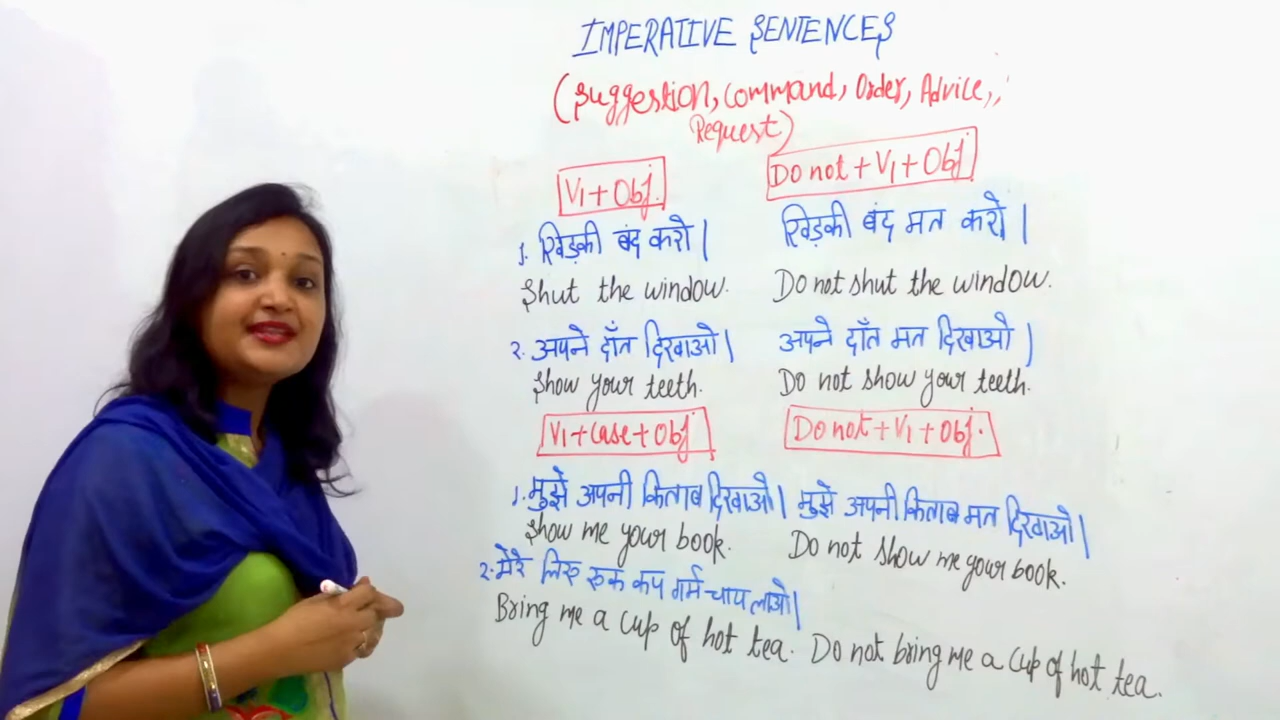 IMPERATIVE SENTENCES
(Suggestion, Command, Order, Advice,,
Request)
V1 + Obj.
Do not + V1 + Obj.
1. खिड़की बंद करो।
खिड़की बंद मत करो।
Shut the window.
Do not shut the window.
२. अपने दाँत दिखाओ।
अपने दाँत मत दिखाओ।
Show your teeth.
Do not show your teeth.
V1 + Case + Obj
Do not + V1 + Obj.
1. मुझे अपनी किताब दिखाओ।
मुझे अपनी किताब मत दिखाओ।
Show me your book.
Do not show me your book.
२. मेरे लिए एक कप गर्म चाय लाओ।
Bring me a cup of hot tea. Do not bring me a cup of hot tea.